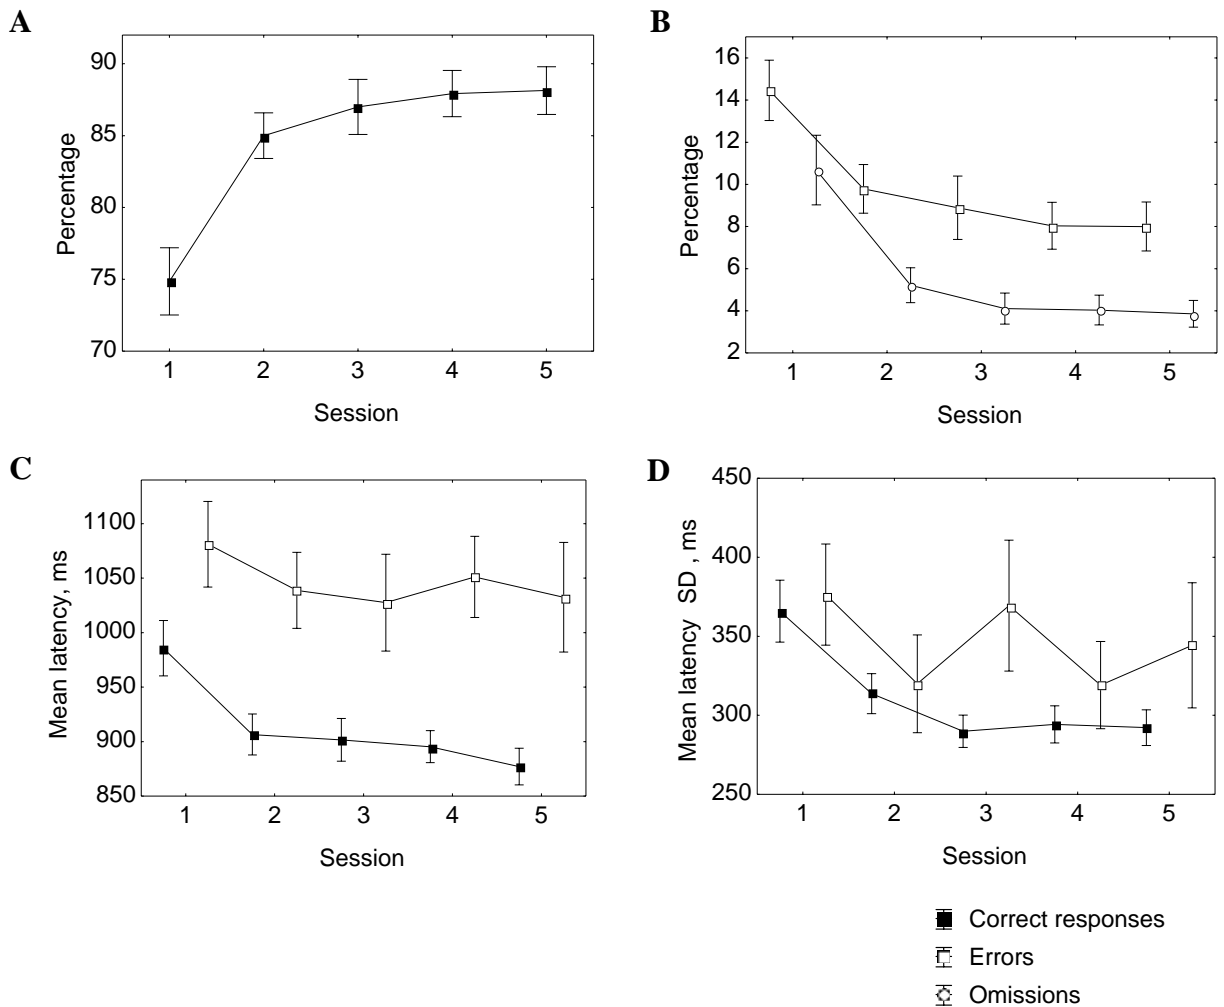 A
90
85
80
75
70
Percentage
1 2 3 4 5
Session
B
16
14
12
10
8
6
4
2
Percentage
1 2 3 4 5
Session
C
1100
1050
1000
950
900
850
Mean latency, ms
1 2 3 4 5
Session
D
450
400
350
300
250
Mean latency SD , ms
1 2 3 4 5
Session
Correct responses
Errors
Omissions